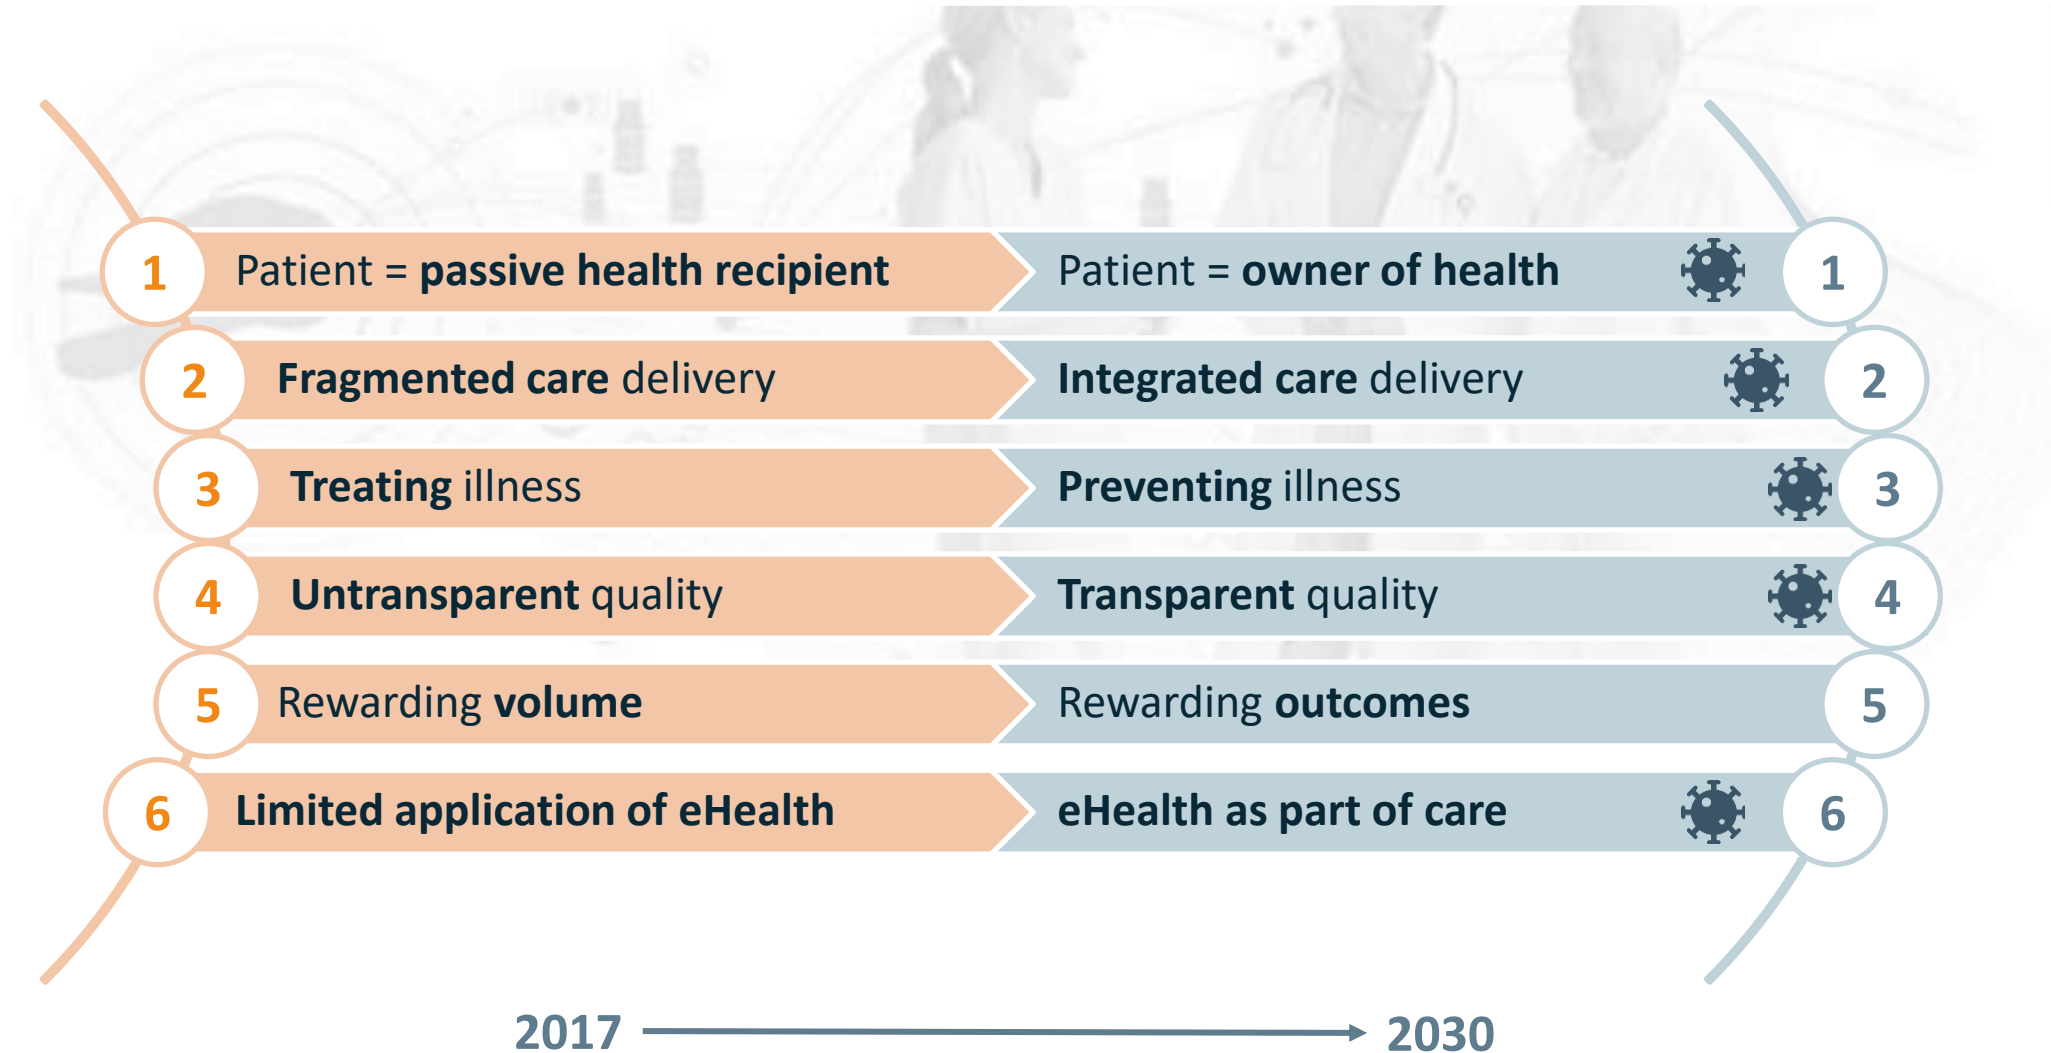 1 Patient = passive health recipient Patient = owner of health 1
2 Fragmented care delivery Integrated care delivery 2
3 Treating illness Preventing illness 3
4 Untransparent quality Transparent quality 4
5 Rewarding volume Rewarding outcomes 5
6 Limited application of eHealth eHealth as part of care 6
2017 2030